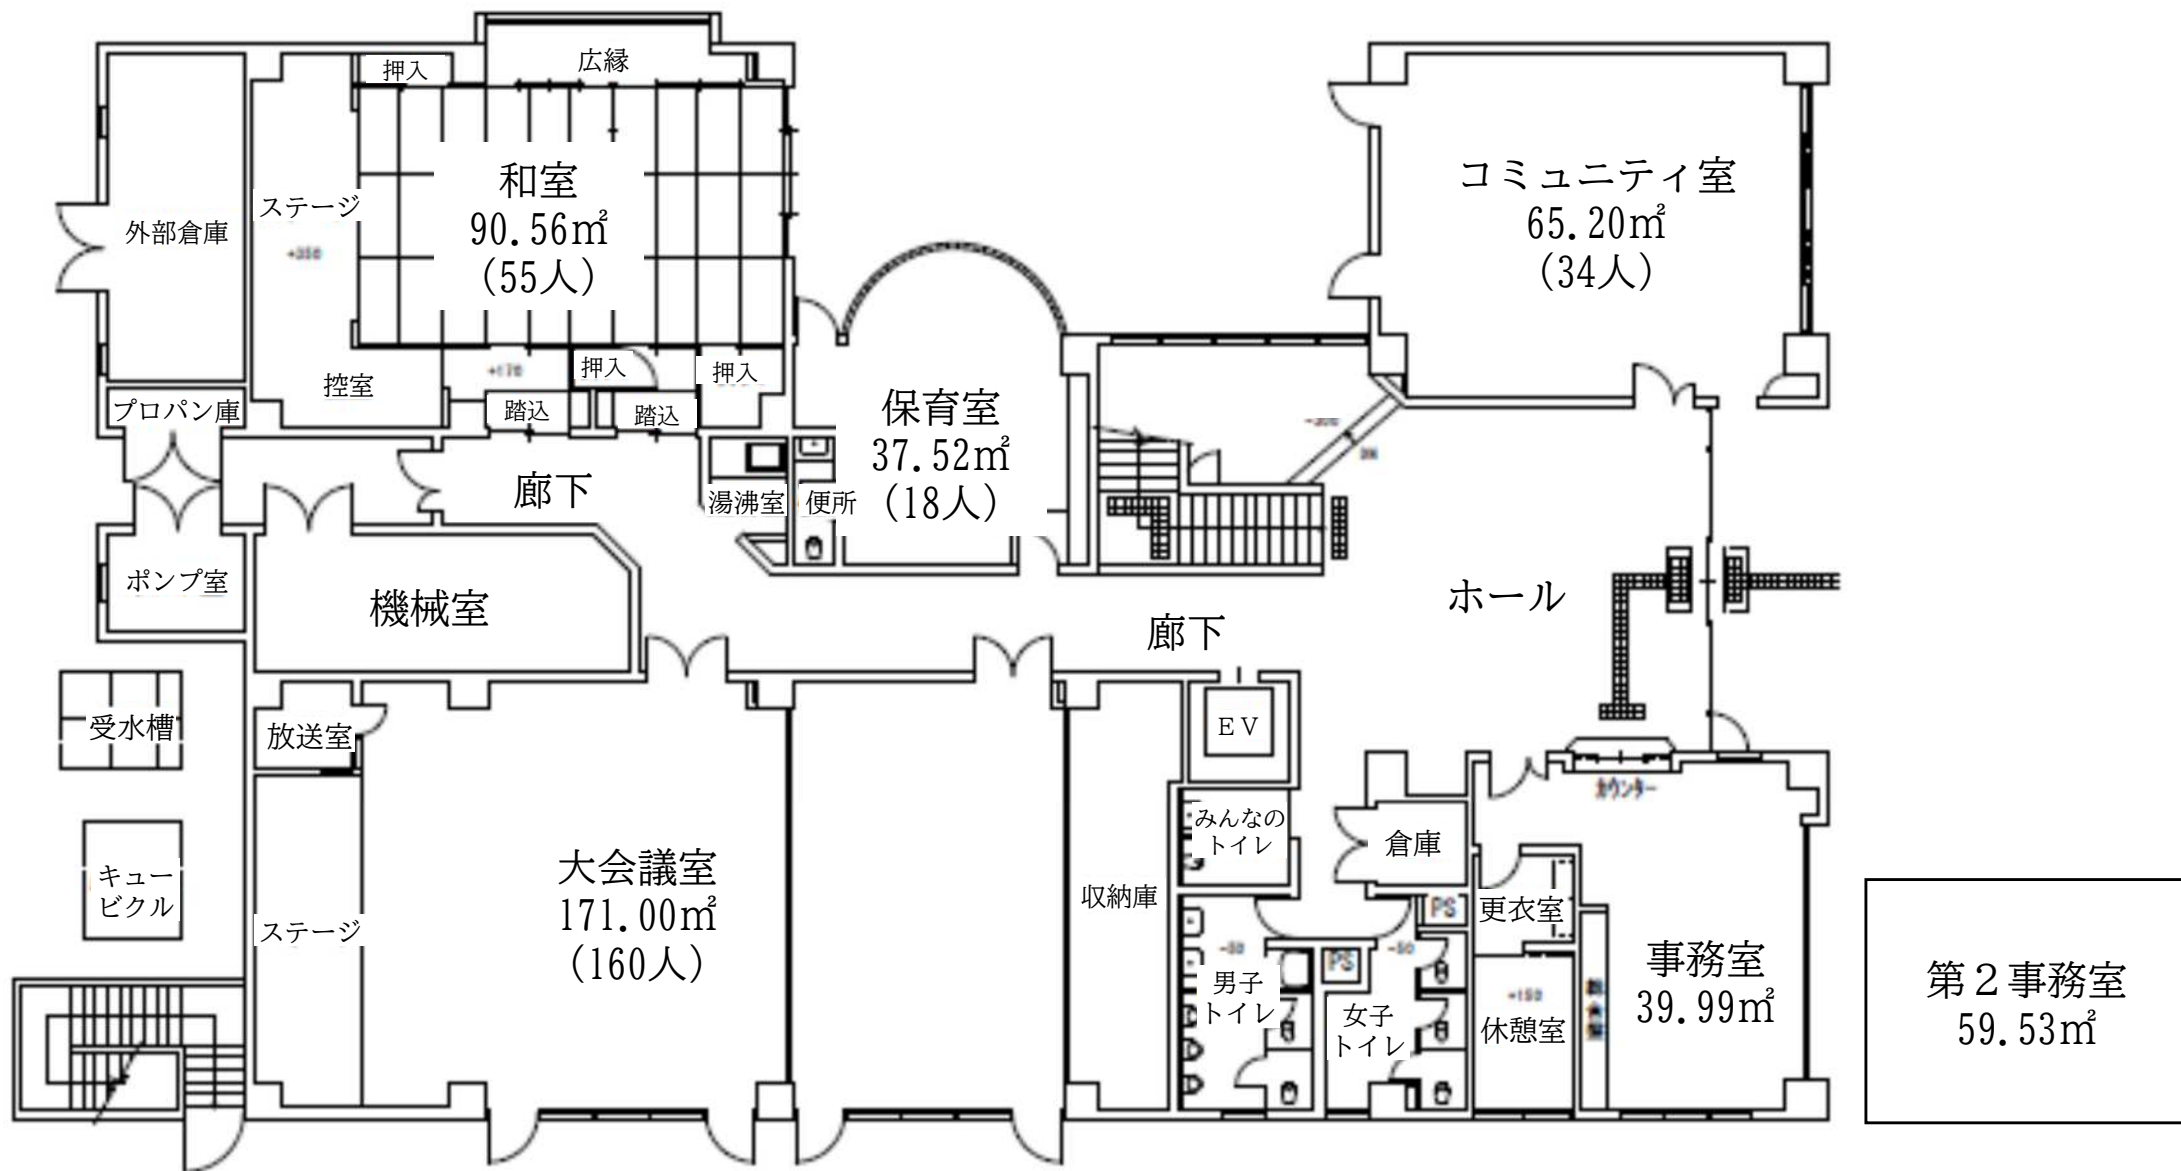 広縁
押入
和室
90.56㎡
(55人)
ステージ
+350
外部倉庫
コミュニティ室
65.20㎡
(34人)
押入
押入
+170
控室
踏込
踏込
プロパン庫
保育室
37.52㎡
(18人)
廊下
湯沸室
便所
ポンプ室
機械室
ホール
廊下
受水槽
放送室
EV
カウンター
みんなの
トイレ
倉庫
キュー
ビクル
ステージ
大会議室
171.00㎡
(160人)
収納庫
PS
更衣室
-50
PS
-50
男子
トイレ
女子
トイレ
+150
休憩室
事務室
39.99㎡
第2事務室
59.53㎡